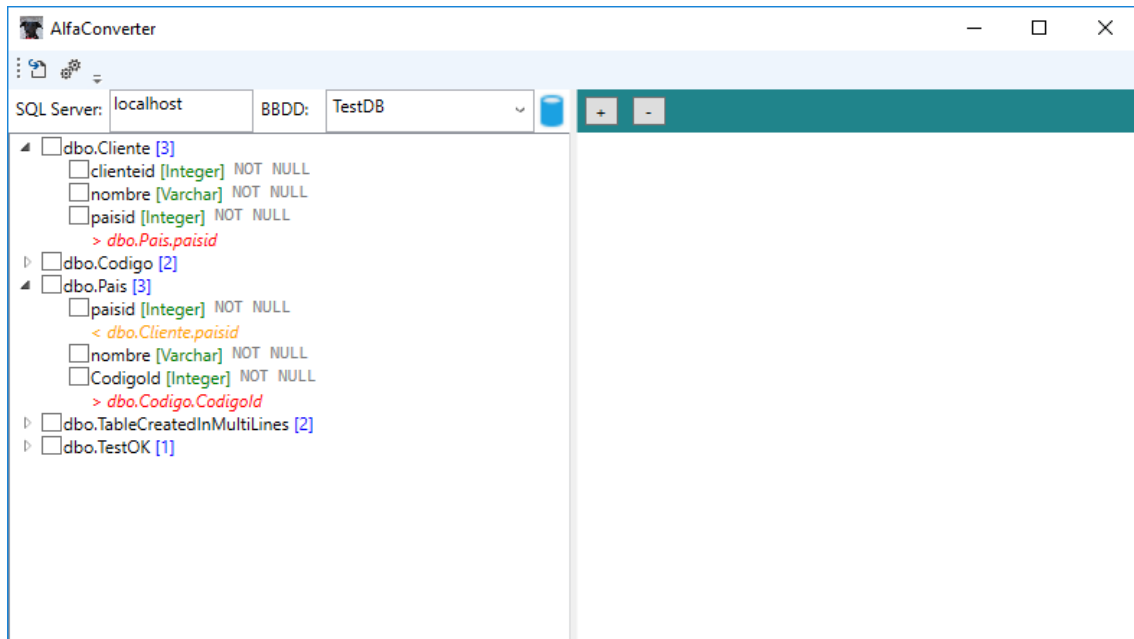 AlfaConverter
SQL Server: localhost BBDD: TestDB + -
dbo.Cliente [3]
clienteid [Integer] NOT NULL
nombre [Varchar] NOT NULL
paisid [Integer] NOT NULL
> dbo.Pais.paisid
dbo.Codigo [2]
dbo.Pais [3]
paisid [Integer] NOT NULL
< dbo.Cliente.paisid
nombre [Varchar] NOT NULL
CodigoId [Integer] NOT NULL
> dbo.Codigo.CodigoId
dbo.TableCreatedInMultiLines [2]
dbo.TestOK [1]